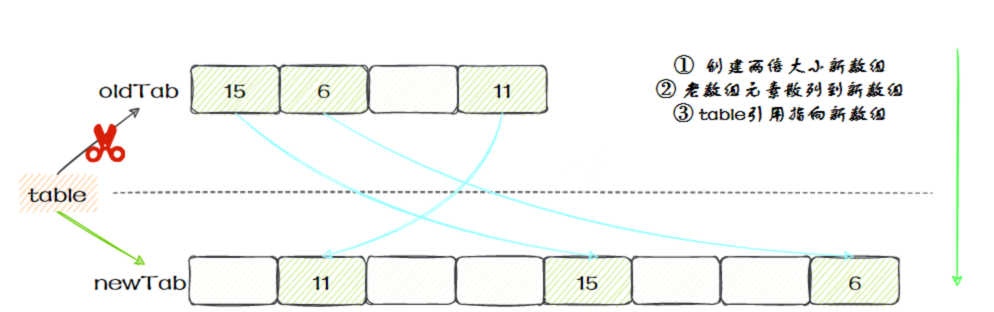 ① 创建两倍大小新数组
② 老数组元素散列到新数组
③ table引用指向新数组
oldTab
15
6
11
table
newTab
11
15
6